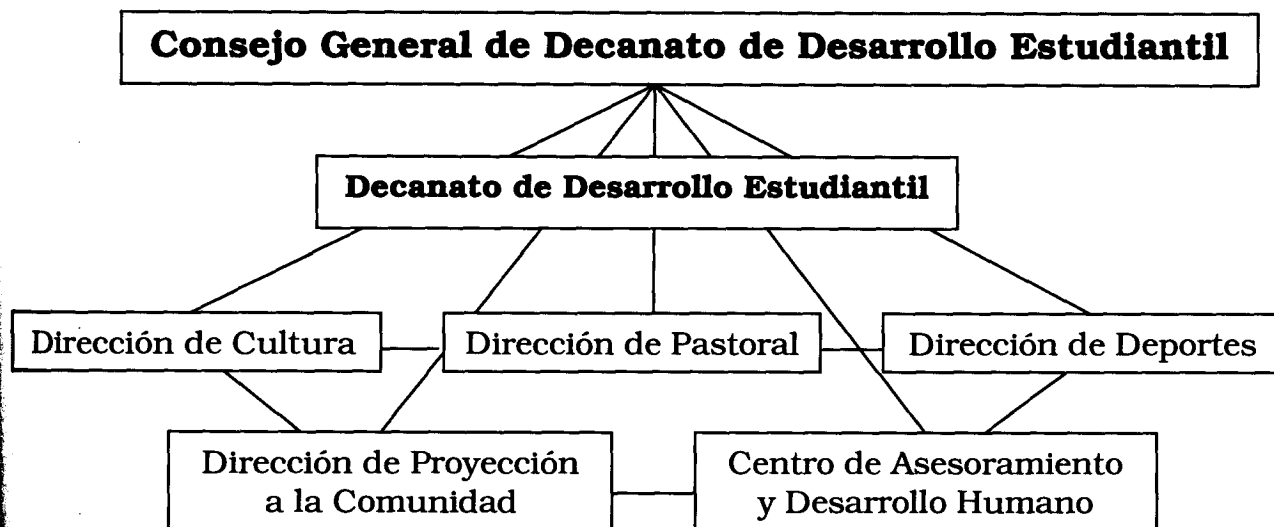 Consejo General de Decanato de Desarrollo Estudiantil
Decanato de Desarrollo Estudiantil
Dirección de Cultura
Dirección de Pastoral
Dirección de Deportes
Dirección de Proyección
a la Comunidad
Centro de Asesoramiento
y Desarrollo Humano